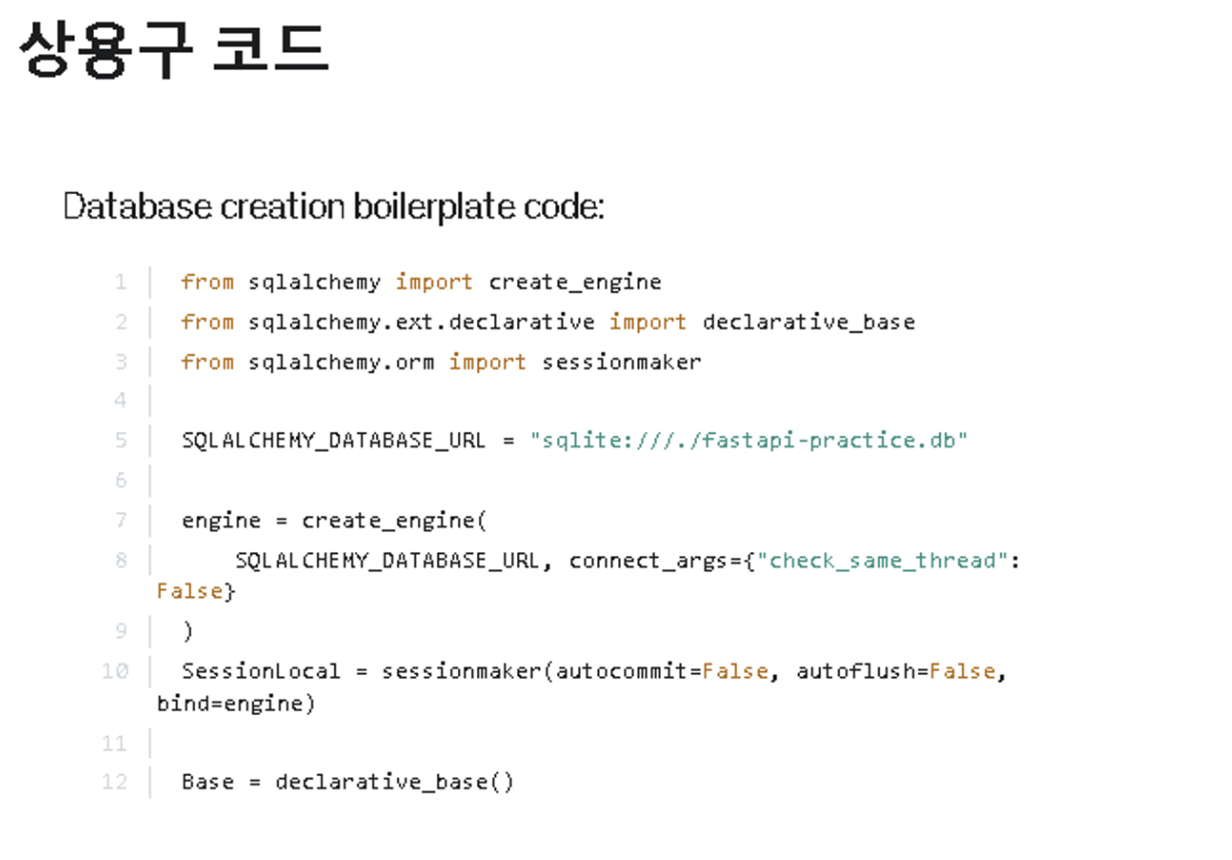 상용구 코드
Database creation boilerplate code:
1 from sqlalchemy import create_engine
2 from sqlalchemy.ext.declarative import declarative_base
3 from sqlalchemy.orm import sessionmaker
4
5 SQLALCHEMY_DATABASE_URL = "sqlite:///./fastapi-practice.db"
6
7 engine = create_engine(
8     SQLALCHEMY_DATABASE_URL, connect_args={"check_same_thread":
False}
9 )
10 SessionLocal = sessionmaker(autocommit=False, autoflush=False,
bind=engine)
11
12 Base = declarative_base()